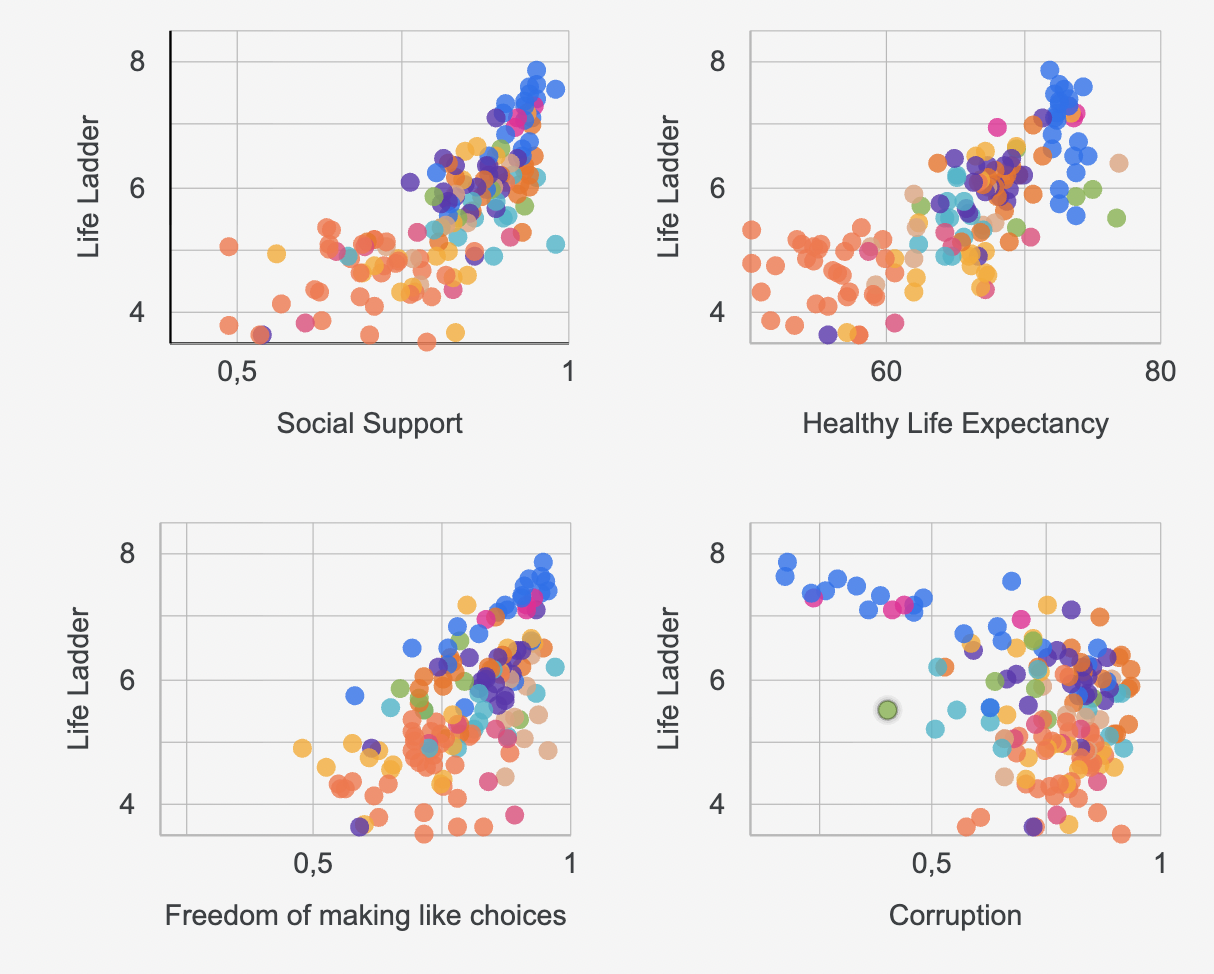 8
6
4
Life Ladder
0,5
1
Social Support
8
6
4
Life Ladder
60
80
Healthy Life Expectancy
8
6
4
Life Ladder
0,5
1
Freedom of making like choices
8
6
4
Life Ladder
0,5
1
Corruption